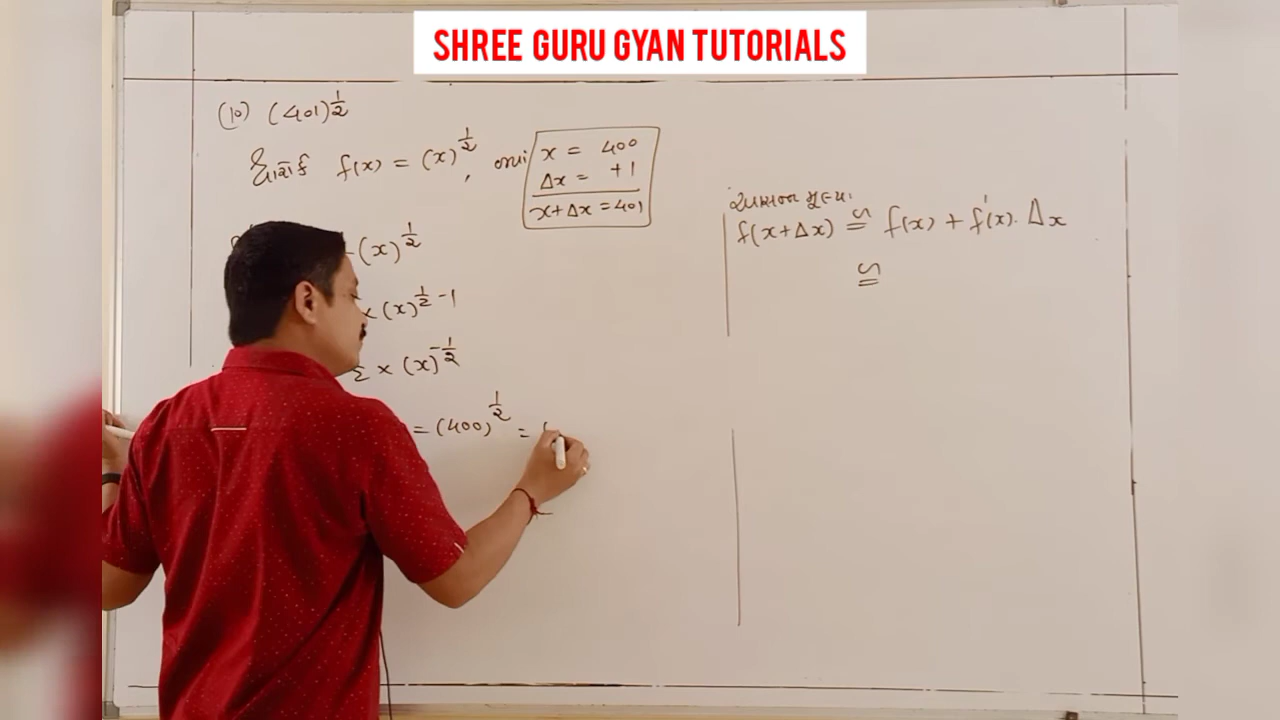 SHREE GURU GYAN TUTORIALS
(10) (401)^{1/2}
ધારોકે f(x) = (x)^{1/2}, જ્યાં
x = 400
Δx = +1
x+Δx = 401
(x)^{1/2}
× (x)^{1/2 - 1}
× (x)^{-1/2}
= (400)^{1/2} = (
f(x+Δx) ≅ f(x) + f'(x). Δx
≅